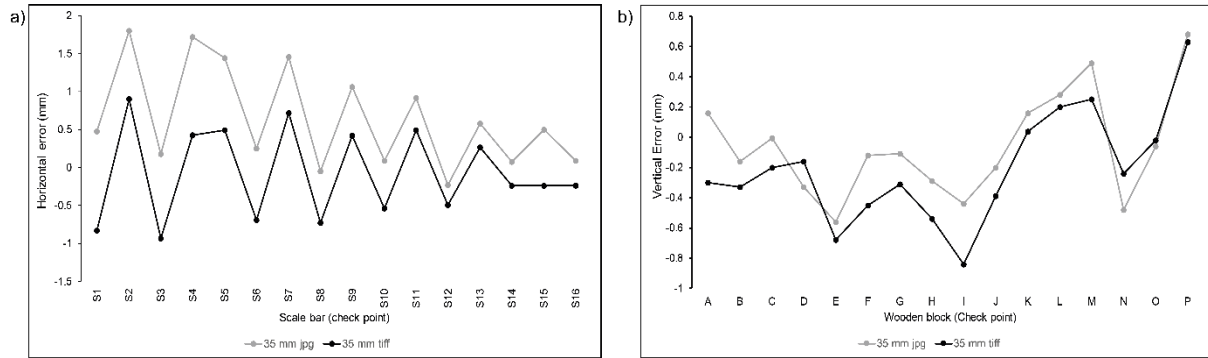 a)
Horizontal error (mm)
2
1.5
1
0.5
0
-0.5
-1
-1.5
S1 S2 S3 S4 S5 S6 S7 S8 S9 S10 S11 S12 S13 S14 S15 S16
Scale bar (check point)
35 mm jpg 35 mm tiff
b)
Vertical Error (mm)
0.8
0.6
0.4
0.2
0
-0.2
-0.4
-0.6
-0.8
-1
A B C D E F G H I J K L M N O P
Wooden block (Check point)
35 mm jpg 35 mm tiff